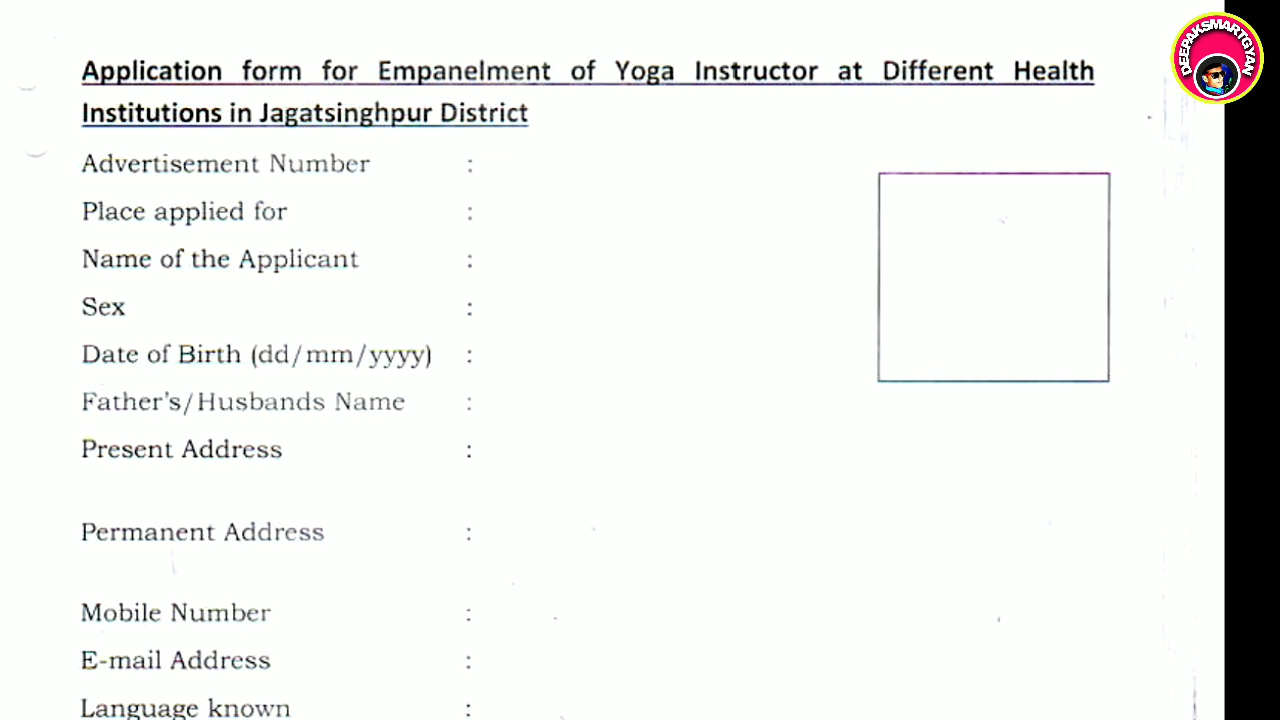 Application form for Empanelment of Yoga Instructor at Different Health
Institutions in Jagatsinghpur District
Advertisement Number :
Place applied for :
Name of the Applicant :
Sex :
Date of Birth (dd/mm/yyyy) :
Father's/Husbands Name :
Present Address :
Permanent Address :
Mobile Number :
E-mail Address :
Language known :
DEEPAKSMARTGYAN